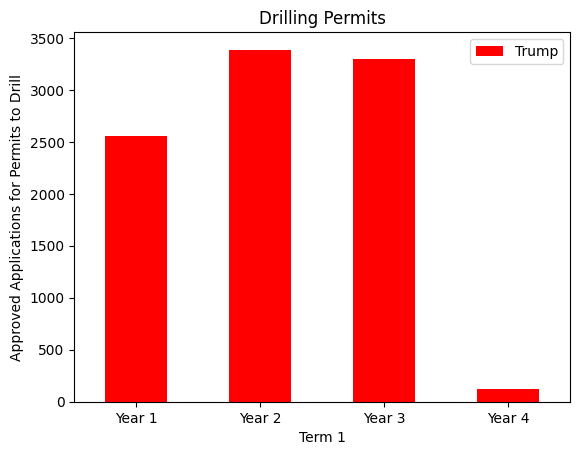 Drilling Permits
Trump
Approved Applications for Permits to Drill
3500
3000
2500
2000
1500
1000
500
0
Year 1 Year 2 Year 3 Year 4
Term 1